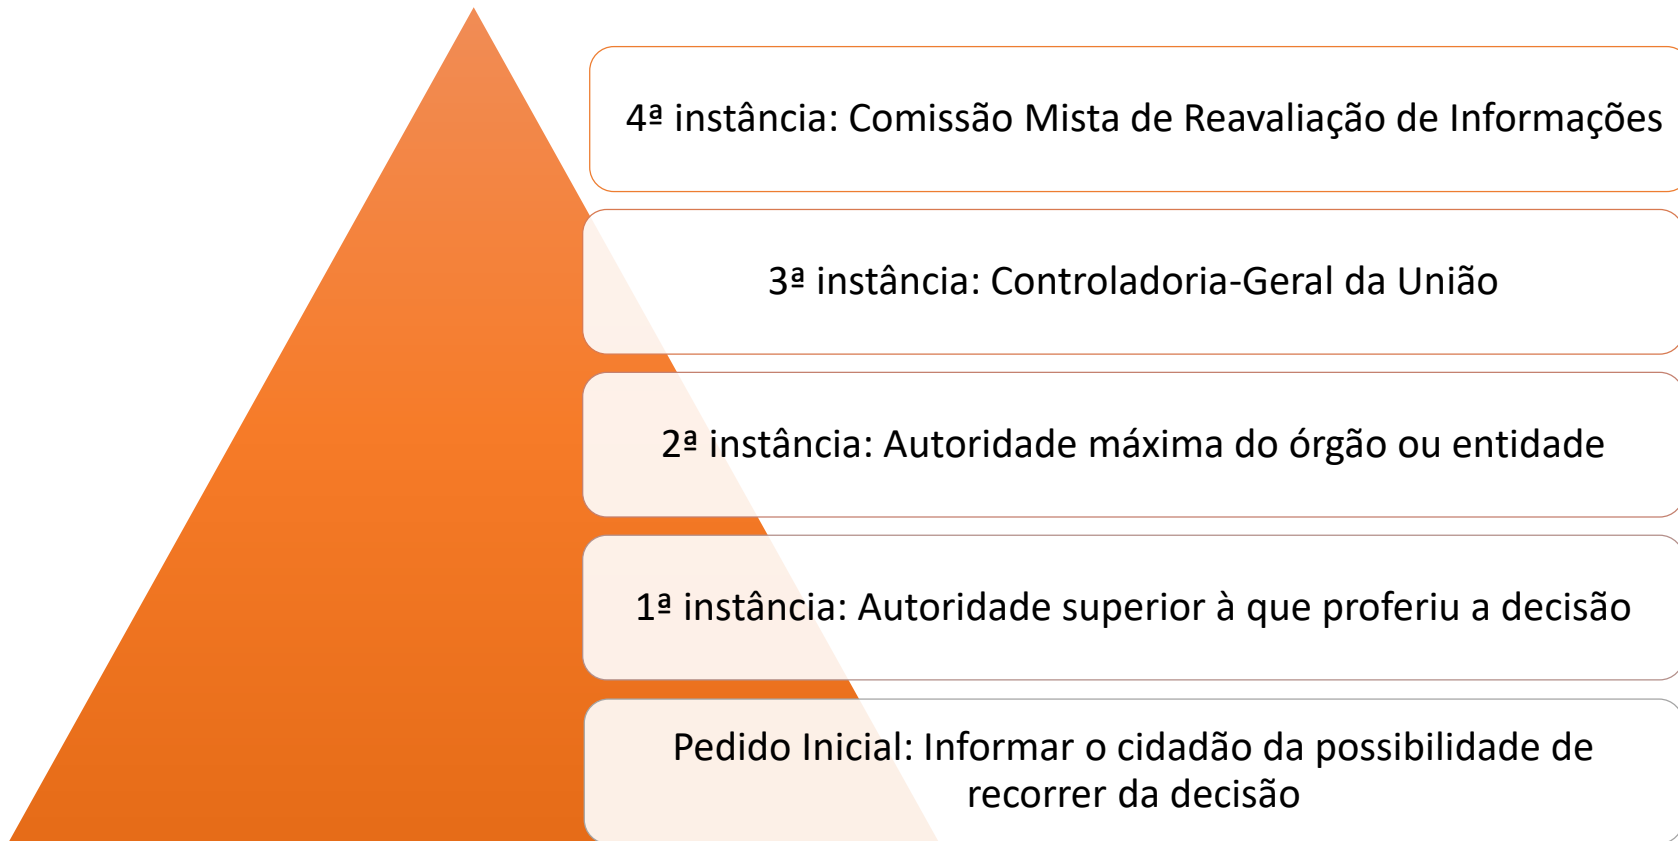 4ª instância: Comissão Mista de Reavaliação de Informações
3ª instância: Controladoria-Geral da União
2ª instância: Autoridade máxima do órgão ou entidade
1ª instância: Autoridade superior à que proferiu a decisão
Pedido Inicial: Informar o cidadão da possibilidade de
recorrer da decisão